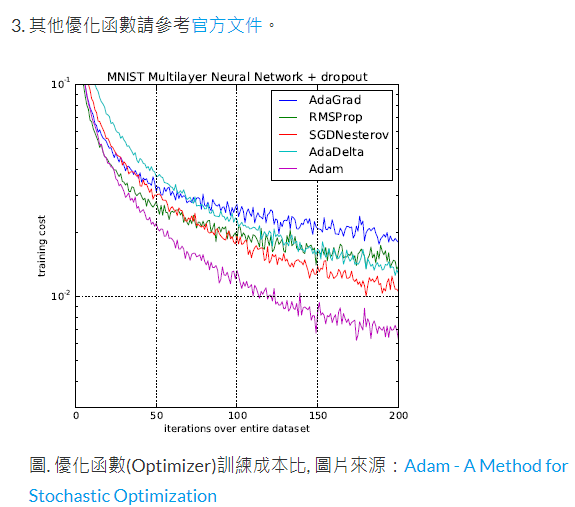 3. 其他優化函數請參考官方文件。
MNIST Multilayer Neural Network + dropout
10⁻¹
AdaGrad
RMSProp
SGDNesterov
AdaDelta
Adam
training cost
10⁻²
0 50 100 150 200
iterations over entire dataset
圖. 優化函數(Optimizer)訓練成本比, 圖片來源：Adam - A Method for
Stochastic Optimization